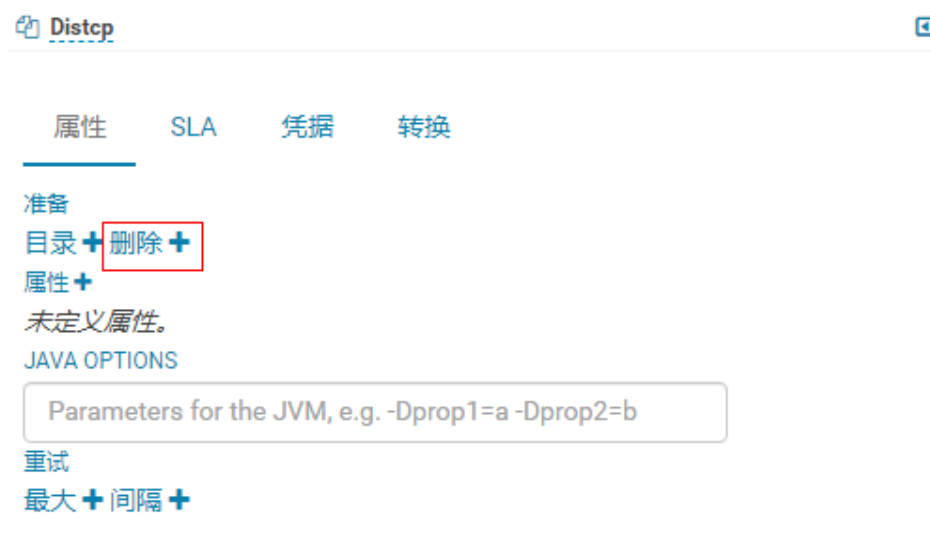 Distcp
属性 SLA 凭据 转换
准备
目录 删除
属性
未定义属性。
JAVA OPTIONS
Parameters for the JVM, e.g. -Dprop1=a -Dprop2=b
重试
最大 间隔